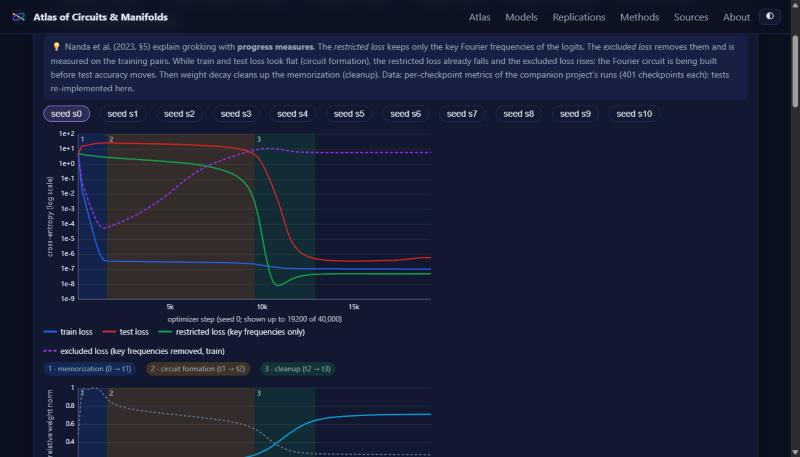 Atlas of Circuits & Manifolds
Atlas Models Replications Methods Sources About
💡 Nanda et al. (2023, §5) explain grokking with progress measures. The restricted loss keeps only the key Fourier frequencies of the logits. The excluded loss removes them and is
measured on the training pairs. While train and test loss look flat (circuit formation), the restricted loss already falls and the excluded loss rises: the Fourier circuit is being built
before test accuracy moves. Then weight decay cleans up the memorization (cleanup). Data: per-checkpoint metrics of the companion project's runs (401 checkpoints each); tests
re-implemented here.
seed s0 seed s1 seed s2 seed s3 seed s4 seed s5 seed s6 seed s7 seed s8 seed s9 seed s10
1e+2
1 2 3
1e+1
1e+0
1e-1
1e-2
1e-3
1e-4
1e-5
1e-6
1e-7
1e-8
1e-9
cross-entropy (log scale)
5k 10k 15k
optimizer step (seed 0; shown up to 19200 of 40,000)
train loss test loss restricted loss (key frequencies only)
excluded loss (key frequencies removed, train)
1 - memorization (0 → t1) 2 - circuit formation (t1 → t2) 3 - cleanup (t2 → t3)
1
1 2 3
0.8
0.6
0.4
relative weight norm